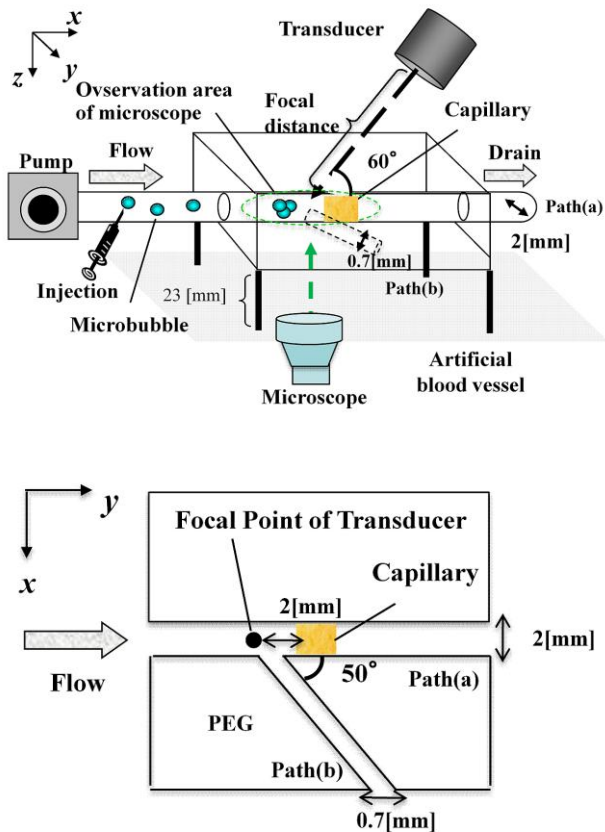 x
y
z
Transducer
Ovservation area
of microscope
Focal
distance
Capillary
60°
Pump
Flow
Drain
Path(a)
2[mm]
0.7[mm]
Injection
23 [mm]
Path(b)
Microbubble
Artificial
blood vessel
Microscope
y
x
Focal Point of Transducer
Capillary
2[mm]
2[mm]
Flow
50°
Path(a)
PEG
Path(b)
0.7[mm]